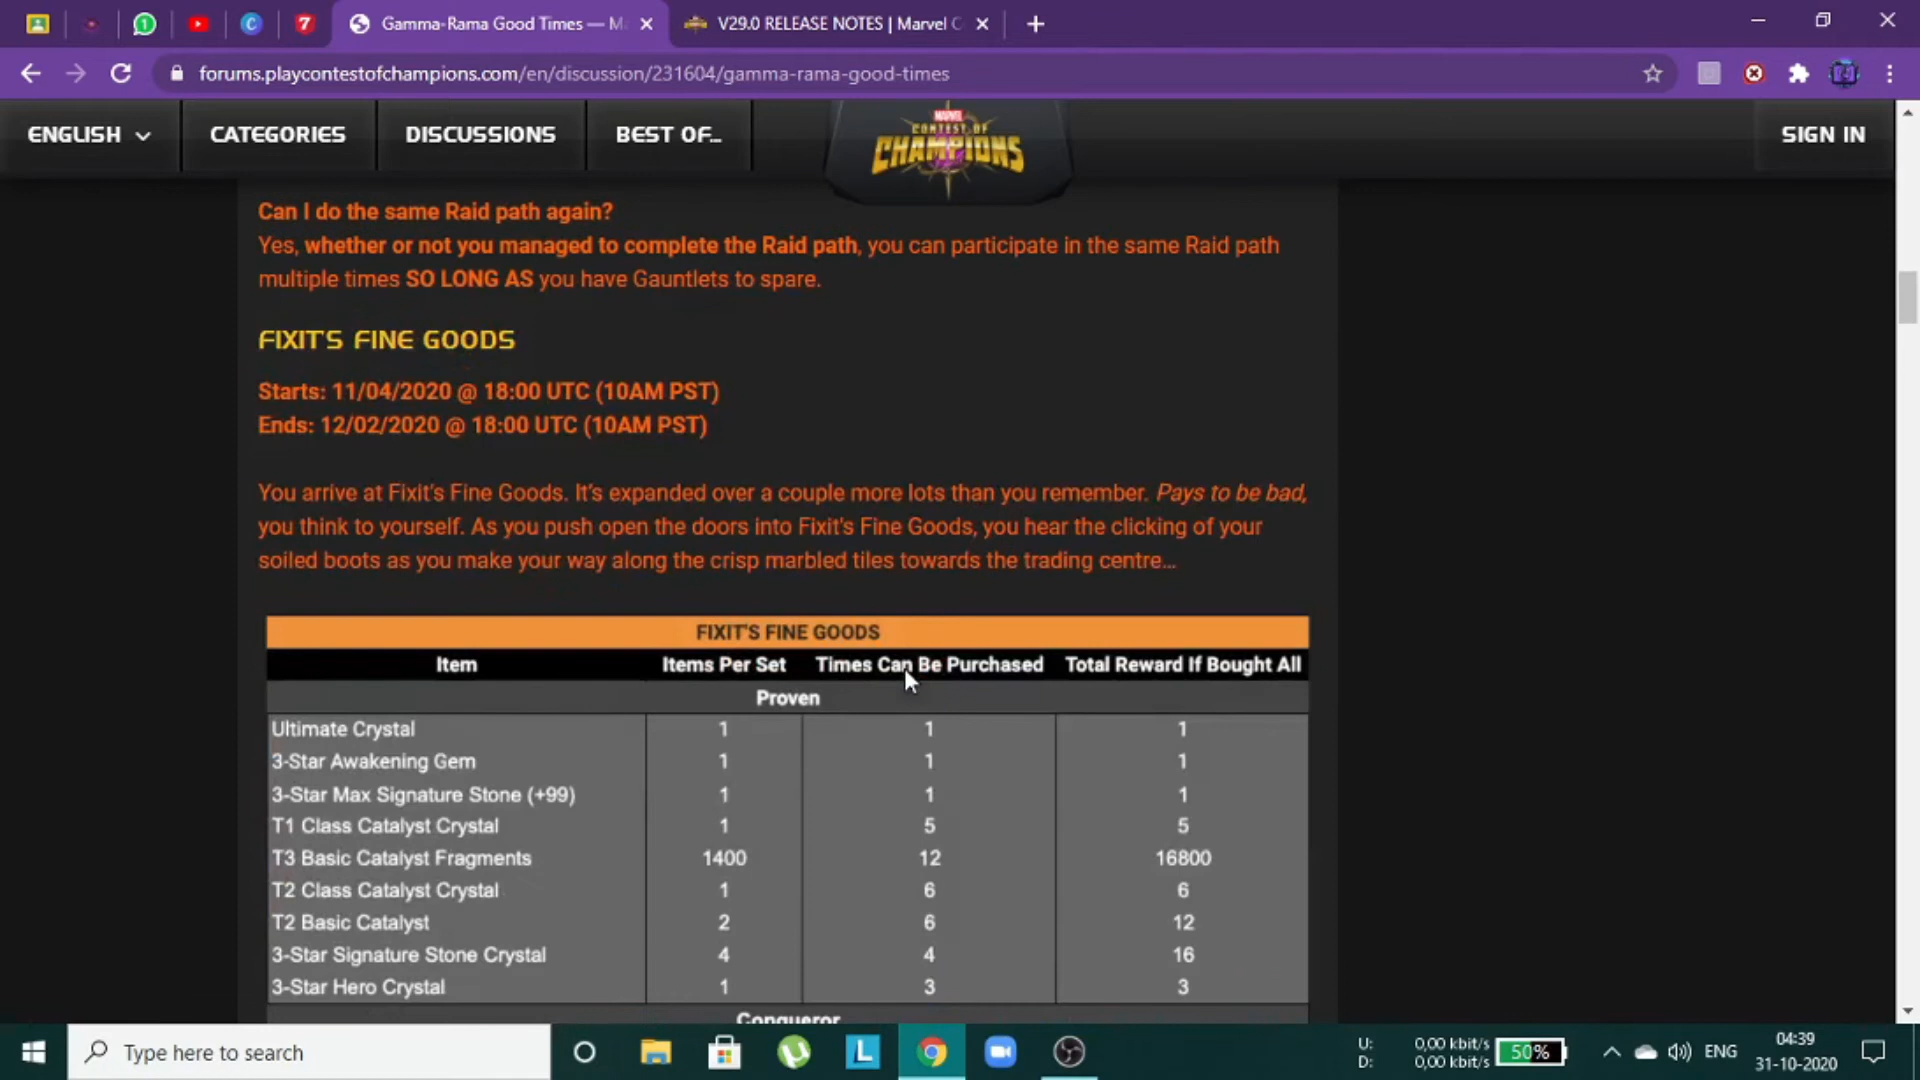 Gamma-Rama Good Times — M
V29.0 RELEASE NOTES | Marvel C
forums.playcontestofchampions.com/en/discussion/231604/gamma-rama-good-times
ENGLISH
CATEGORIES
DISCUSSIONS
BEST OF...
MARVEL
CONTEST OF
CHAMPIONS
SIGN IN
Can I do the same Raid path again?
Yes, whether or not you managed to complete the Raid path, you can participate in the same Raid path
multiple times SO LONG AS you have Gauntlets to spare.
FIXIT'S FINE GOODS
Starts: 11/04/2020 @ 18:00 UTC (10AM PST)
Ends: 12/02/2020 @ 18:00 UTC (10AM PST)
You arrive at Fixit's Fine Goods. It's expanded over a couple more lots than you remember. Pays to be bad,
you think to yourself. As you push open the doors into Fixit's Fine Goods, you hear the clicking of your
soiled boots as you make your way along the crisp marbled tiles towards the trading centre...
FIXIT'S FINE GOODS
Item Items Per Set Times Can Be Purchased Total Reward If Bought All
Proven
Ultimate Crystal 1 1 1
3-Star Awakening Gem 1 1 1
3-Star Max Signature Stone (+99) 1 1 1
T1 Class Catalyst Crystal 1 5 5
T3 Basic Catalyst Fragments 1400 12 16800
T2 Class Catalyst Crystal 1 6 6
T2 Basic Catalyst 2 6 12
3-Star Signature Stone Crystal 4 4 16
3-Star Hero Crystal 1 3 3
Conqueror
Type here to search
U: 0,00 kbit/s
D: 0,00 kbit/s
50%
ENG
04:39
31-10-2020